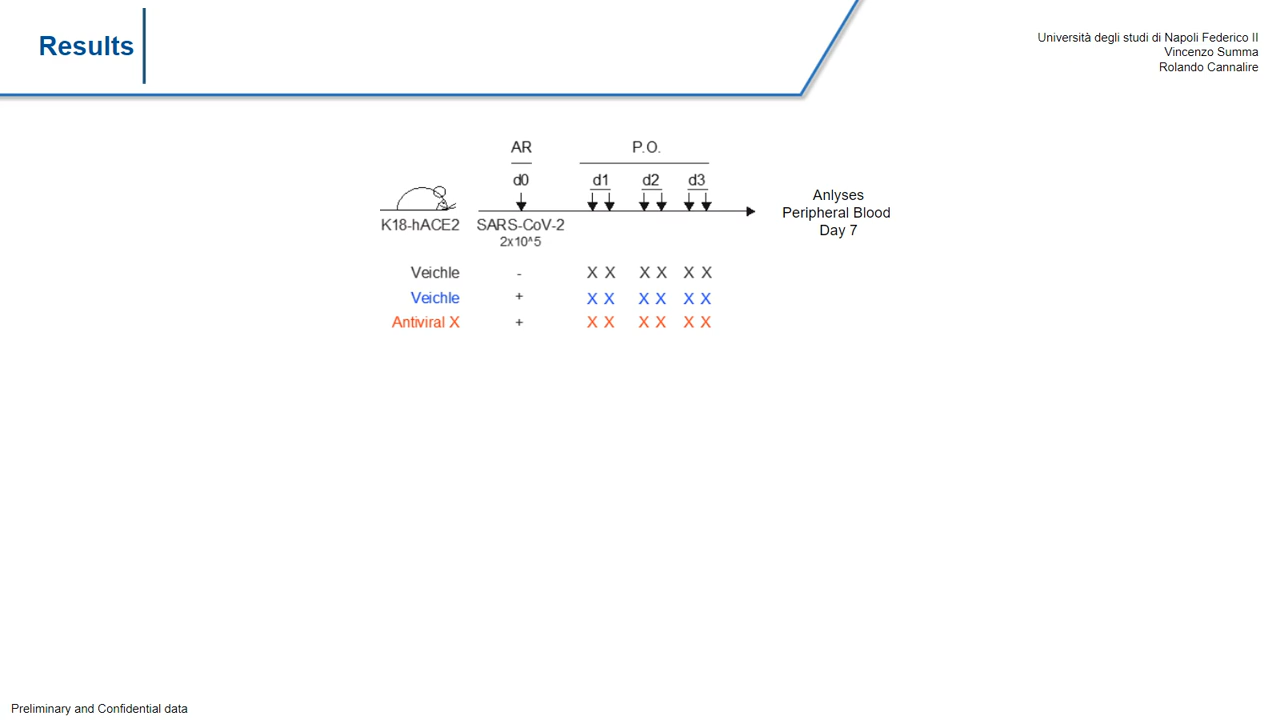 Results
Università degli studi di Napoli Federico II
Vincenzo Summa
Rolando Cannalire
AR P.O.
d0 d1 d2 d3
K18-hACE2 SARS-CoV-2
2x10^5
Anlyses
Peripheral Blood
Day 7
Veichle - X X X X X X
Veichle + X X X X X X
Antiviral X + X X X X X X
Preliminary and Confidential data